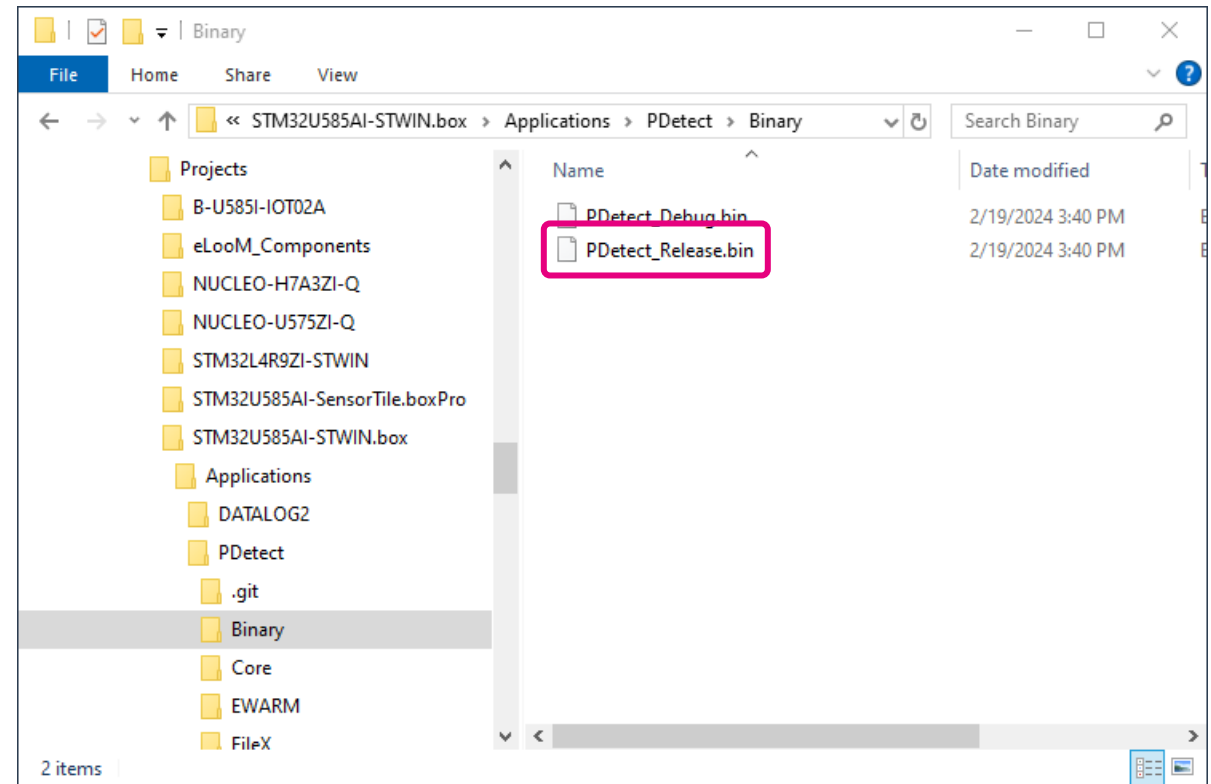 Binary
File Home Share View
« STM32U585AI-STWIN.box > Applications > PDetect > Binary Search Binary
Projects
B-U585I-IOT02A
eLooM_Components
NUCLEO-H7A3ZI-Q
NUCLEO-U575ZI-Q
STM32L4R9ZI-STWIN
STM32U585AI-SensorTile.boxPro
STM32U585AI-STWIN.box
Applications
DATALOG2
PDetect
.git
Binary
Core
EWARM
FileX
Name Date modified
PDetect_Debug.bin 2/19/2024 3:40 PM
PDetect_Release.bin 2/19/2024 3:40 PM
2 items